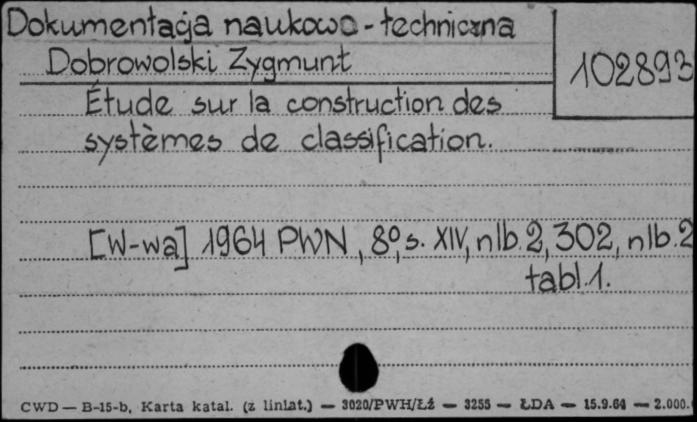 Dokumentacja naukowo-techniczna
Dobrowolski Zygmunt
102893
Étude sur la construction des
systèmes de classification.
[W-wa] 1964 PWN, 8°, s. XIV, nlb. 2, 302, nlb. 2
tabl. 1.
CWD — B-15-b, Karta katal. (z liniat.) — 3020/PWH/ŁŹ — 3255 — ŁDA — 15.9.64 — 2.000.